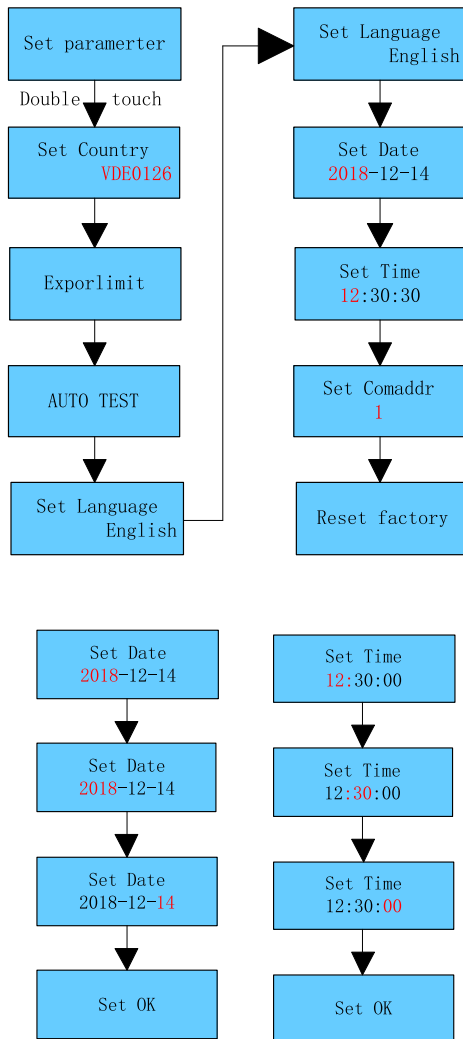 Set paramerter
Double touch
Set Country
VDE0126
Exporlimit
AUTO TEST
Set Language
English
Set Language
English
Set Date
2018-12-14
Set Time
12:30:30
Set Comaddr
1
Reset factory
Set Date
2018-12-14
Set Date
2018-12-14
Set Date
2018-12-14
Set OK
Set Time
12:30:00
Set Time
12:30:00
Set Time
12:30:00
Set OK